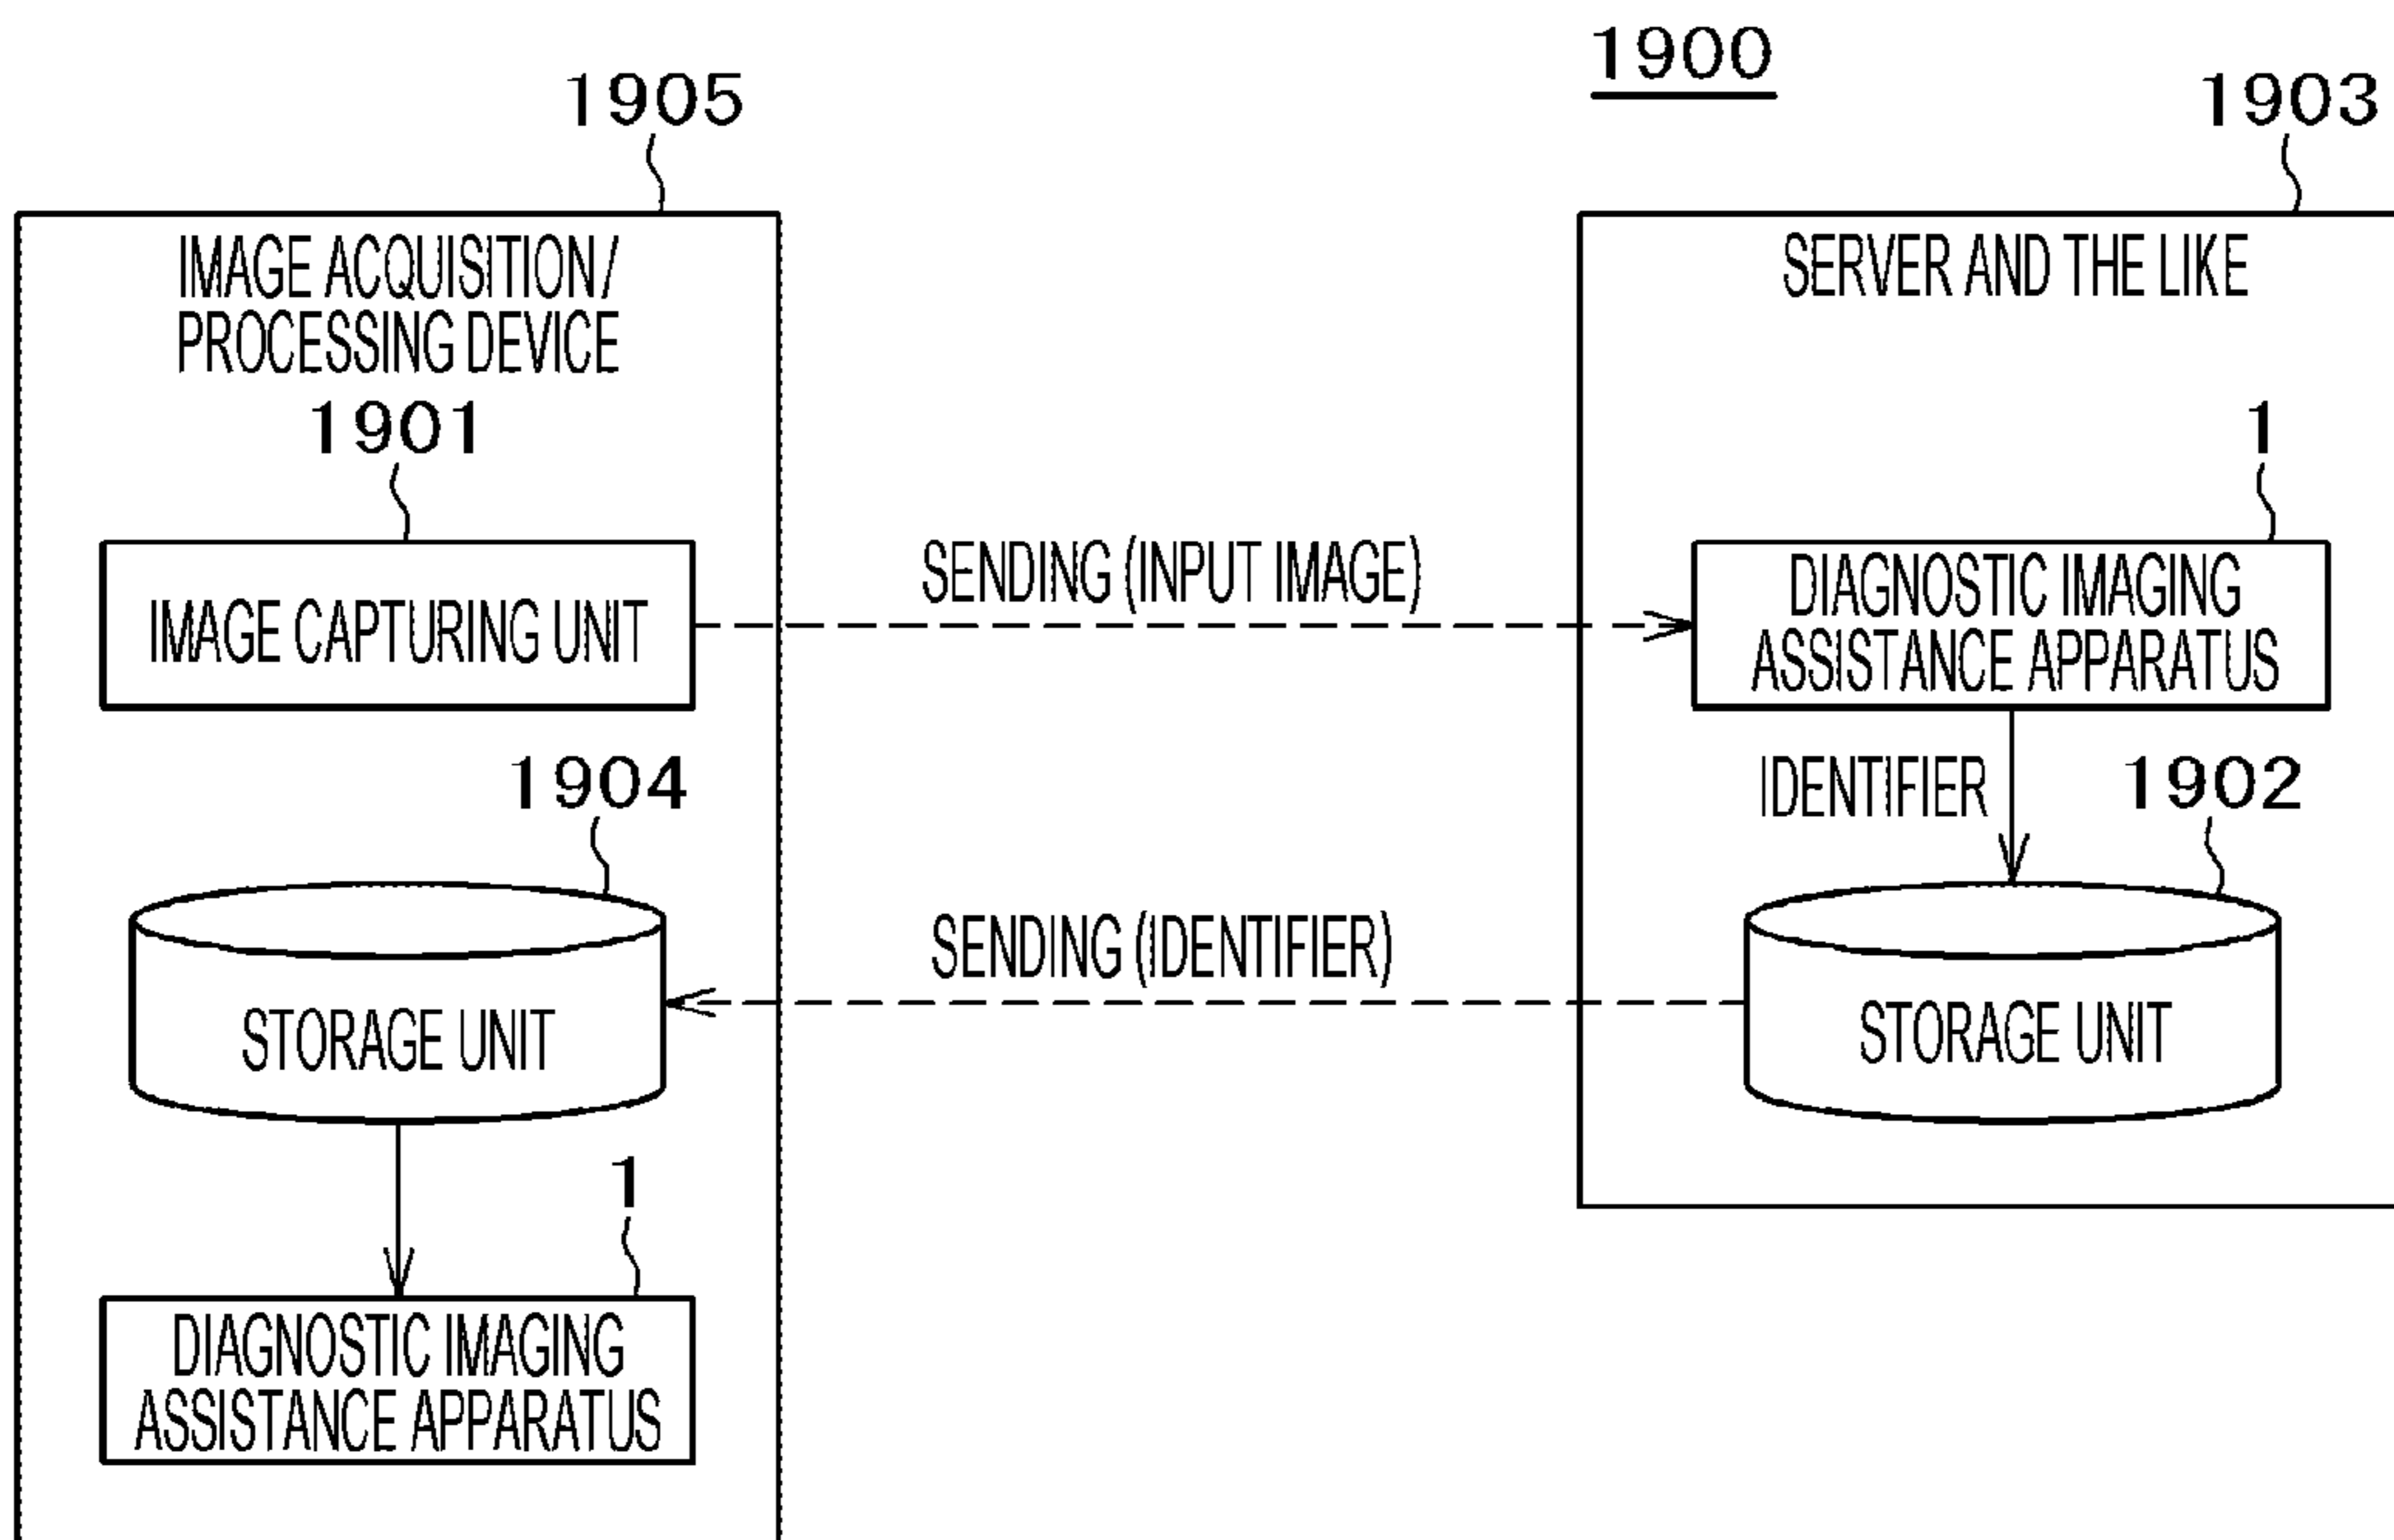 1900
1905
1903
IMAGE ACQUISITION /
PROCESSING DEVICE
SERVER AND THE LIKE
1901
1
IMAGE CAPTURING UNIT
SENDING (INPUT IMAGE)
DIAGNOSTIC IMAGING
ASSISTANCE APPARATUS
1904
IDENTIFIER
1902
STORAGE UNIT
SENDING (IDENTIFIER)
STORAGE UNIT
1
DIAGNOSTIC IMAGING
ASSISTANCE APPARATUS